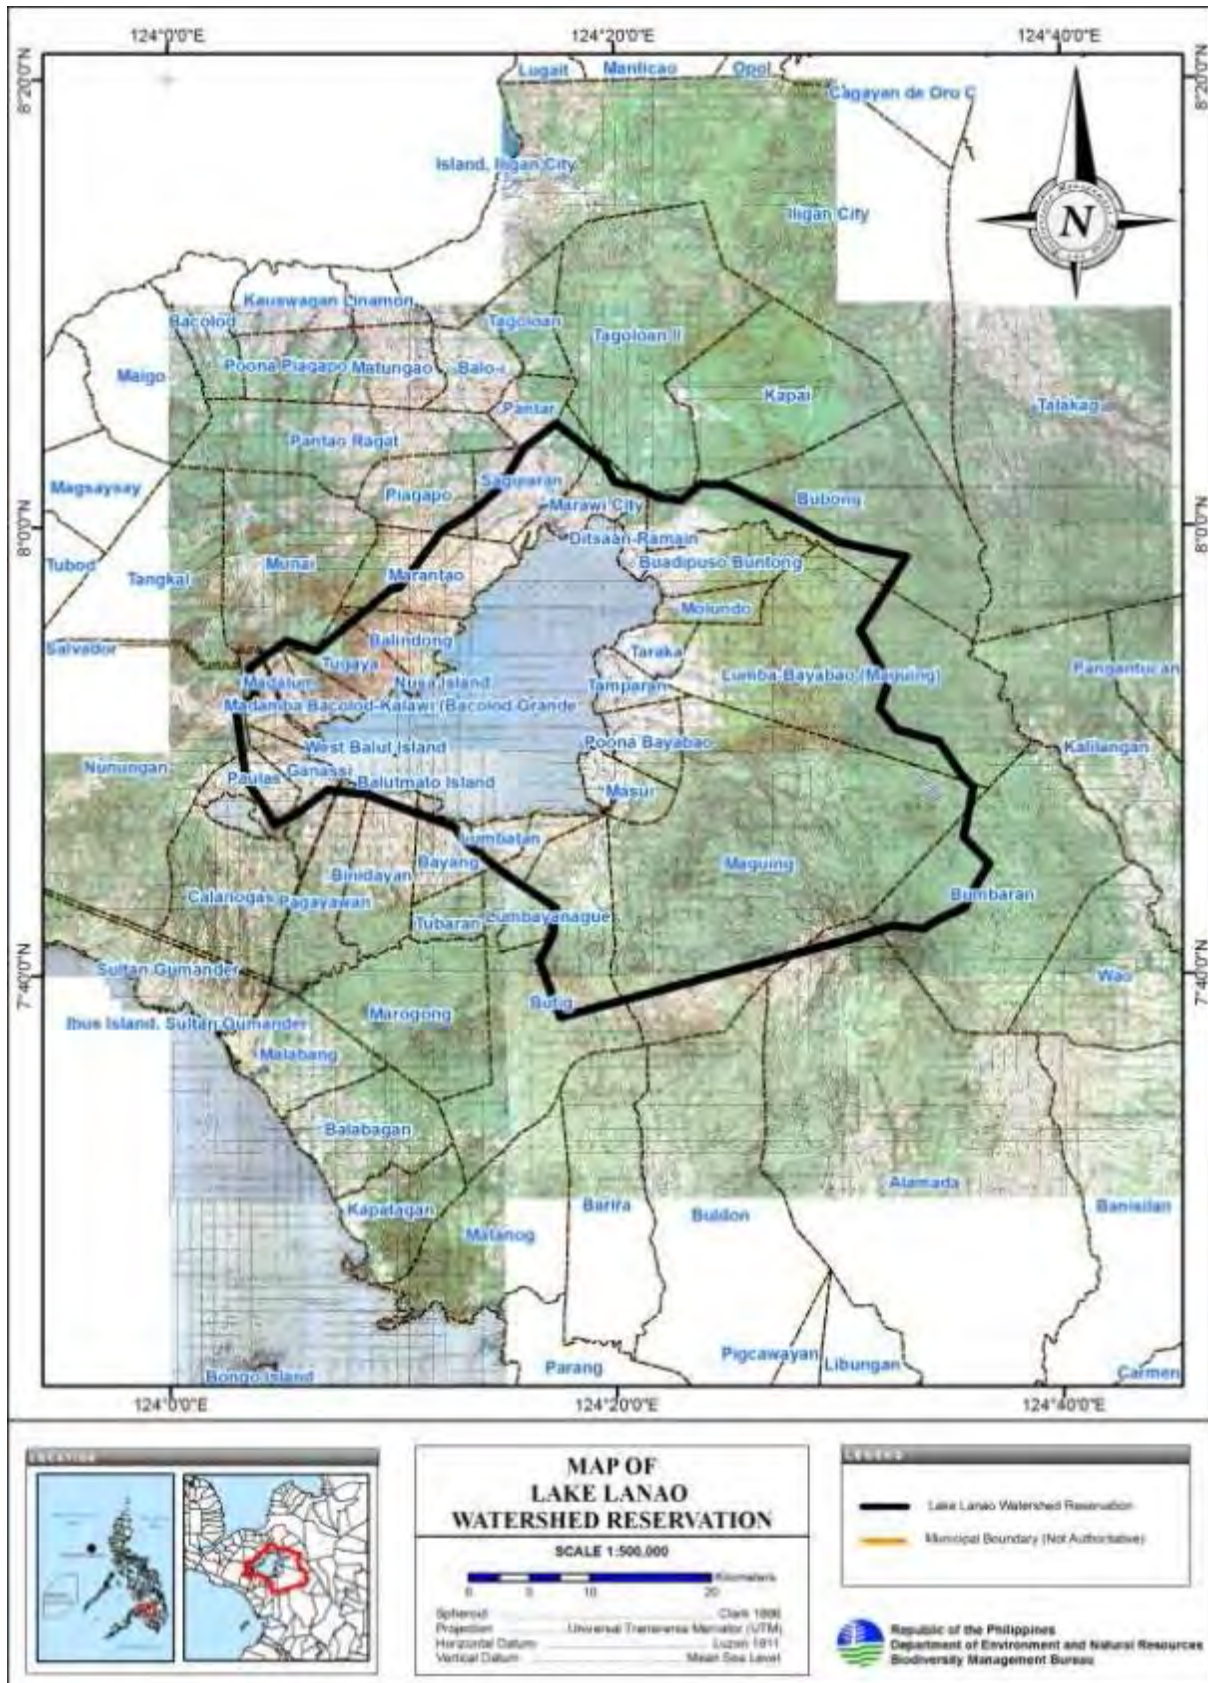 124°0'0"E 124°20'0"E 124°40'0"E
8°20'0"N 8°20'0"N
Lugait Manticao Opol
Cagayan de Oro C
Island, Iligan City
Iligan City
Kauswagan Linamon
Bacolod Tagoloan
Tagoloan II
Poona Piagapo Matungao Balo-i
Maigo
Kapai
Talakag
Pantar
Pantao Ragat
Saguiaran
Magsaysay Piagapo Bubong
Marawi City
8°0'0"N 8°0'0"N
Ditsaan-Ramain
Tubod Munai Buadipuso Buntong
Tangkal Marantao
Molundo
Salvador Balindong
Taraka
Tugaya Pangantucan
Madalum Nusa Island Tamparan Lumba-Bayabao (Maguing)
Madamba Bacolod-Kalawi (Bacolod Grande
West Balut Island Poona Bayabao Kalilangan
Nunungan Ganassi
Paulas Balutmato Island
Masui
Lumbatan
Bayang Maguing
Binidayan
Calanogas Pagayawan Bumbaran
Tubaran Lumbayanague
Sultan Gumander Wao
7°40'0"N 7°40'0"N
Butig
Marogong
Ibus Island, Sultan Gumander
Malabang
Balabagan
Alamada
Kapatagan Barira Buldon Banisilan
Matanog
Pigcawayan
Parang Libungan
Bongo Island Carmen
124°0'0"E 124°20'0"E 124°40'0"E
LOCATION
MAP OF
LAKE LANAO
WATERSHED RESERVATION
SCALE 1:500,000
Kilometers
0 5 10 20
Spheroid Clark 1866
Projection Universal Transverse Mercator (UTM)
Horizontal Datum Luzon 1911
Vertical Datum Mean Sea Level
LEGEND
Lake Lanao Watershed Reservation
Municipal Boundary (Not Authoritative)
Republic of the Philippines
Department of Environment and Natural Resources
Biodiversity Management Bureau
N